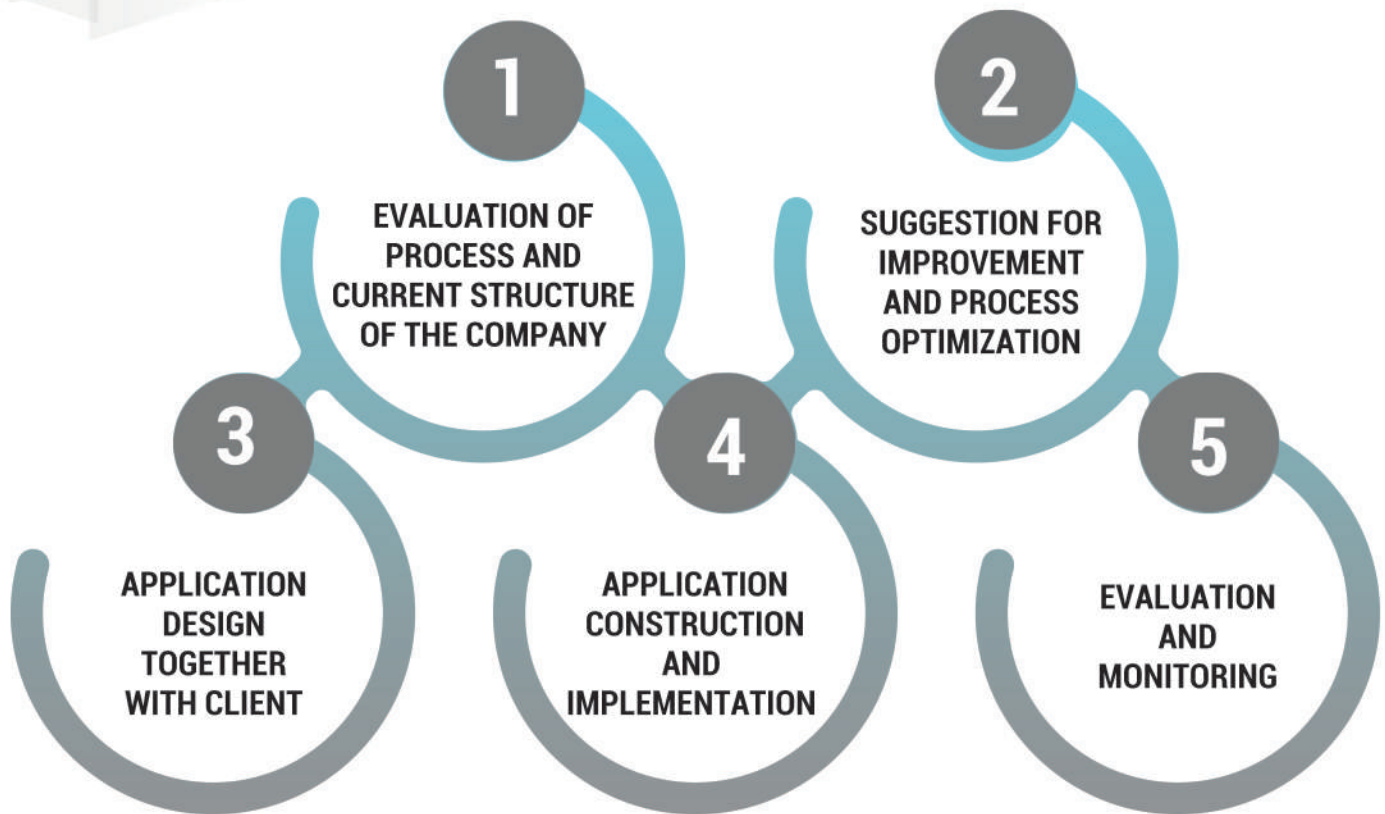 1
EVALUATION OF
PROCESS AND
CURRENT STRUCTURE
OF THE COMPANY
2
SUGGESTION FOR
IMPROVEMENT
AND PROCESS
OPTIMIZATION
3
APPLICATION
DESIGN
TOGETHER
WITH CLIENT
4
APPLICATION
CONSTRUCTION
AND
IMPLEMENTATION
5
EVALUATION
AND
MONITORING